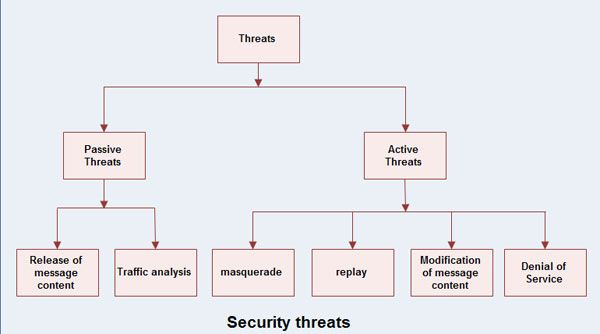 Threats
Passive
Threats
Active
Threats
Release of
message
content
Traffic analysis
masquerade
replay
Modification
of message
content
Denial of
Service
Security threats